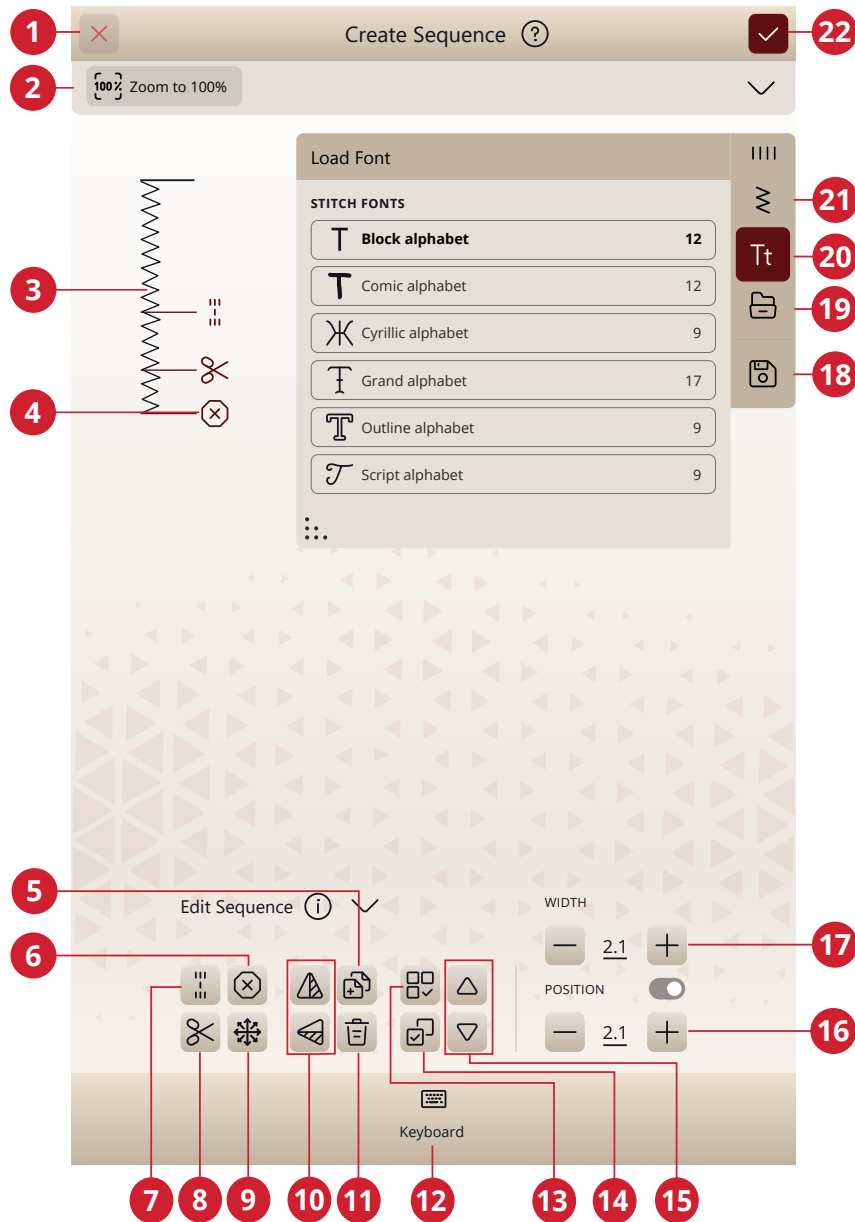 1
Create Sequence ?
22
2
100% Zoom to 100%
Load Font
STITCH FONTS
21
Block alphabet 12
Tt
20
3
Comic alphabet 12
19
Cyrillic alphabet 9
18
Grand alphabet 17
4
Outline alphabet 9
Script alphabet 9
5
Edit Sequence i
WIDTH
17
2.1
6
POSITION
16
2.1
Keyboard
7
8
9
10
11
12
13
14
15